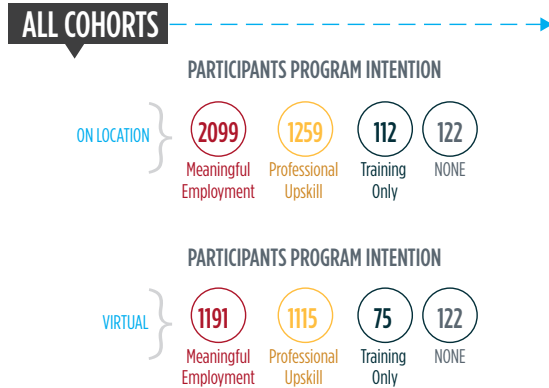 ALL COHORTS
PARTICIPANTS PROGRAM INTENTION
ON LOCATION
2099 1259 112 122
Meaningful Professional Training NONE
Employment Upskill Only
PARTICIPANTS PROGRAM INTENTION
VIRTUAL
1191 1115 75 122
Meaningful Professional Training NONE
Employment Upskill Only